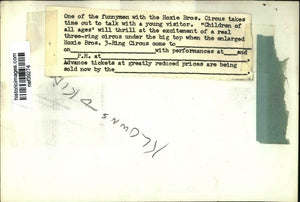 One of the funnymen with the Hoxie Bros. Circus takes
time out to talk with a young visitor. "Children of
all ages' will thrill at the excitement of a real
three-ring circus under the big top when the enlarged
Hoxie Bros. 3-Ring Circus come to
on with performances at and
P.M. at
Advance tickets at greatly reduced prices are being
sold now by the
historicimages.com
KLOWNS